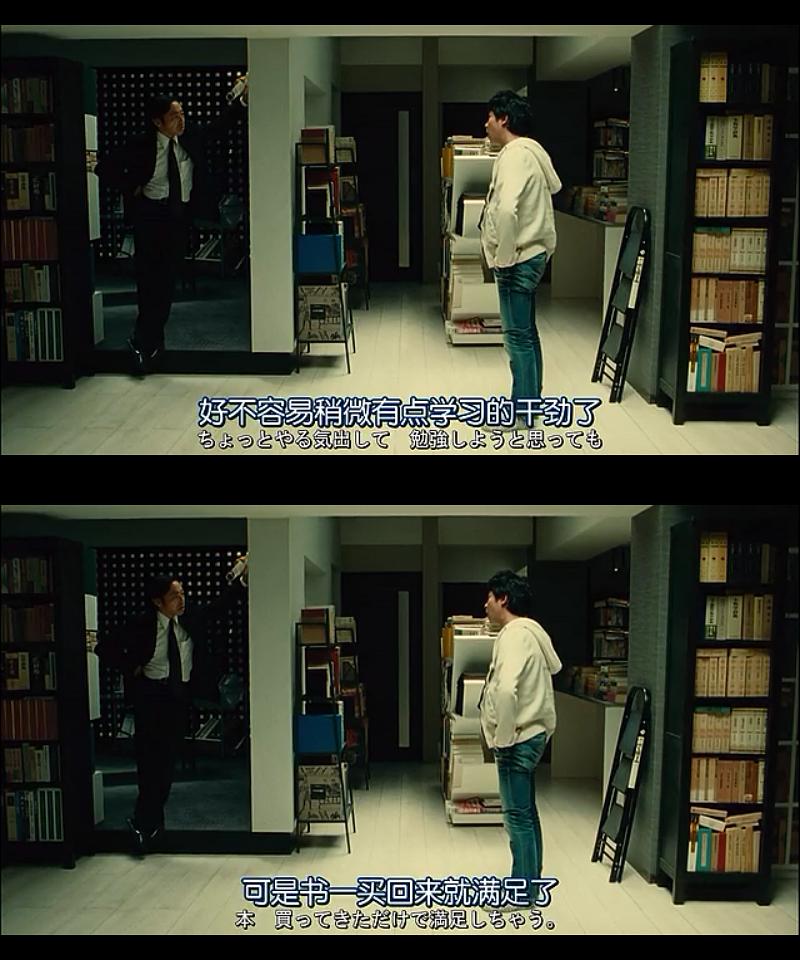 好不容易稍微有点学习的干劲了
ちょっとやる気出して　勉強しようと思っても
可是书一买回来就满足了
本　買ってきただけで満足しちゃう。